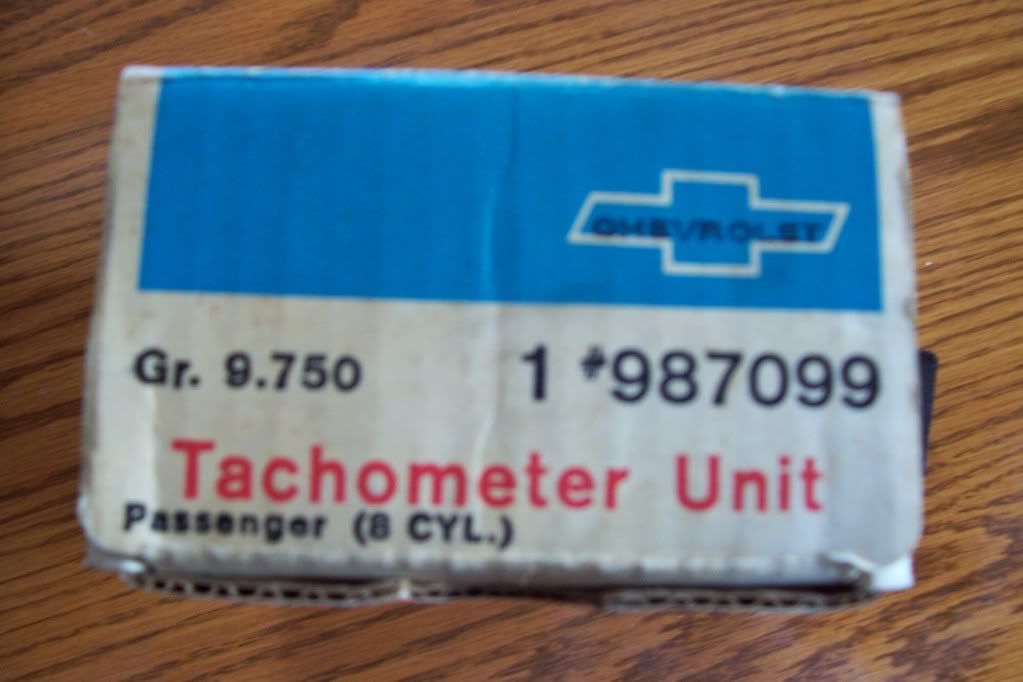 CHEVROLET
Gr. 9.750 1 #987099
Tachometer Unit
Passenger (8 CYL.)